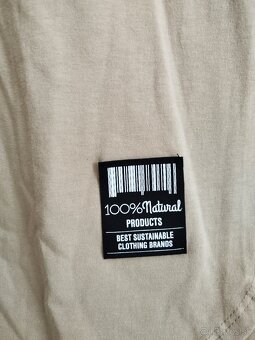 100% Natural
PRODUCTS
BEST SUSTAINABLE
CLOTHING BRANDS